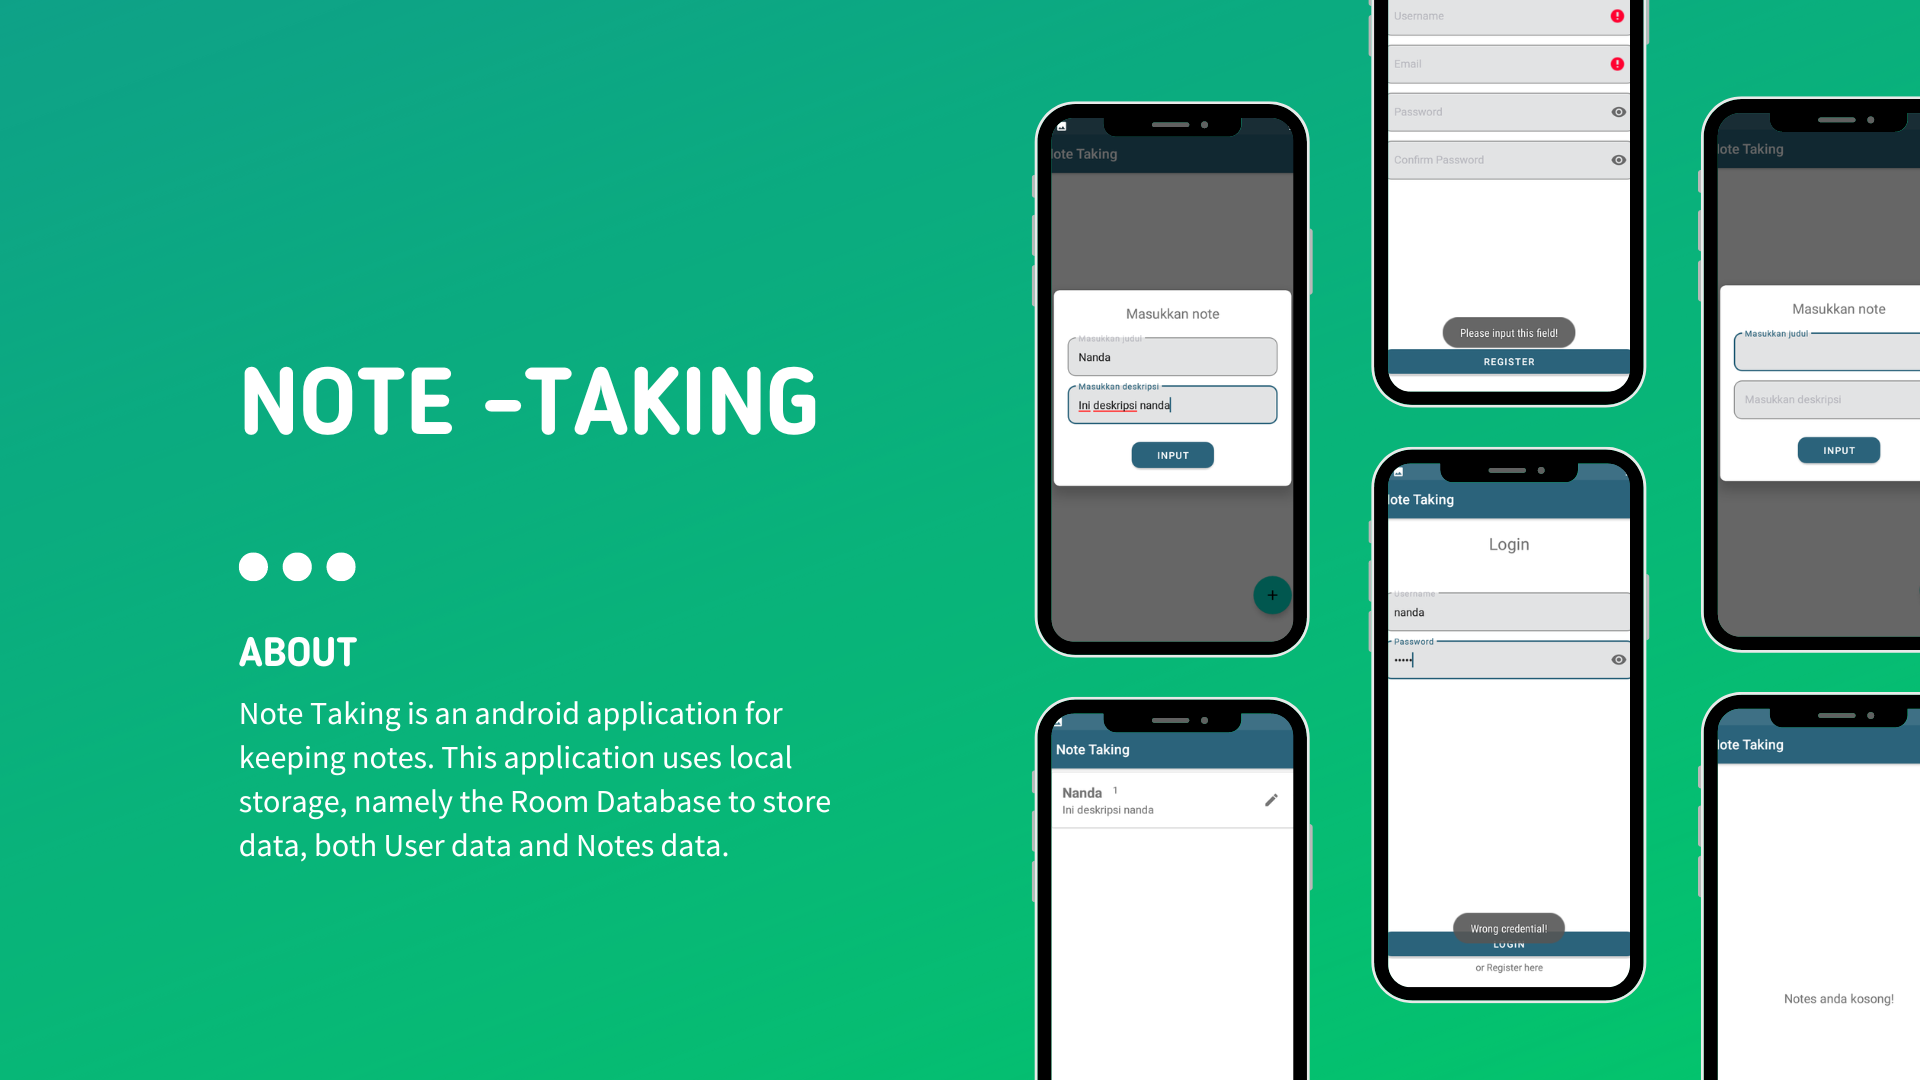 NOTE -TAKING
ABOUT
Note Taking is an android application for
keeping notes. This application uses local
storage, namely the Room Database to store
data, both User data and Notes data.
Note Taking
Masukkan note
Masukkan judul
Nanda
Masukkan deskripsi
Ini deskripsi nanda
INPUT
+
Note Taking
Nanda 1
Ini deskripsi nanda
Username
Email
Password
Confirm Password
Please input this field!
REGISTER
Note Taking
Login
Username
nanda
Password
•••••
Wrong credential!
LOGIN
or Register here
Note Taking
Masukkan note
Masukkan judul
Masukkan deskripsi
INPUT
Note Taking
Notes anda kosong!